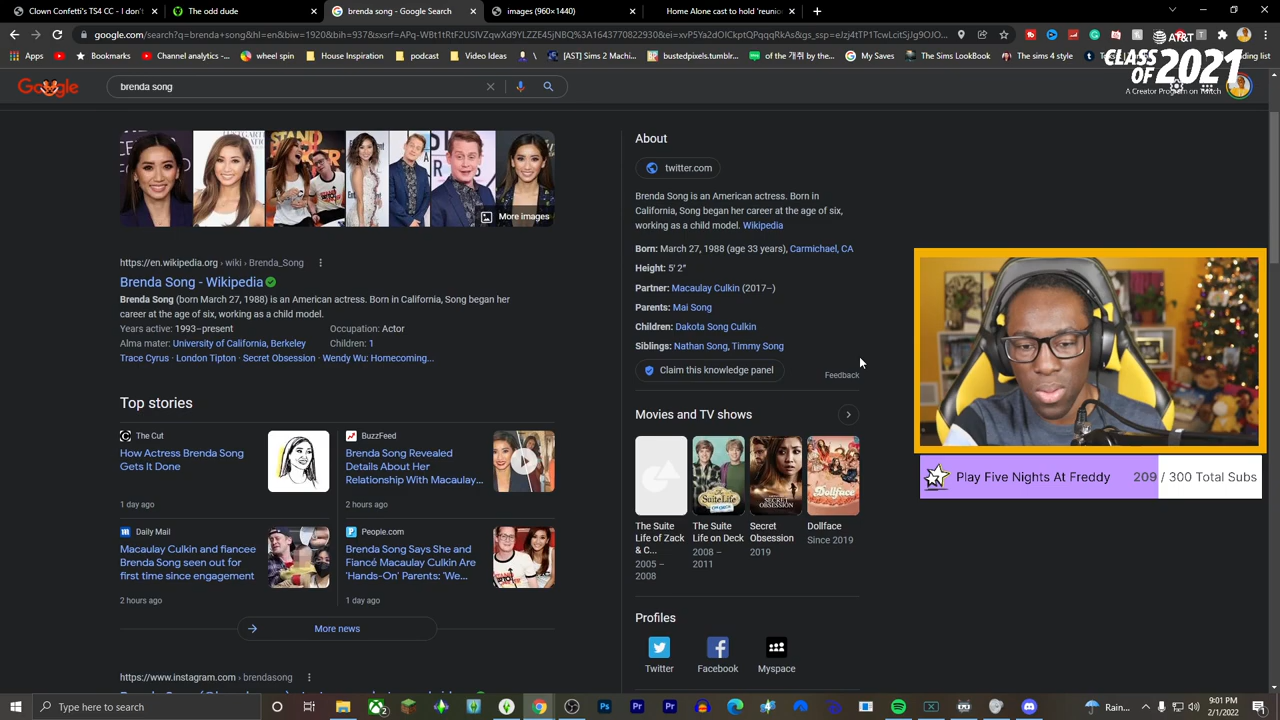 Clown CC / TS4 CC - I don't
The odd dude
brenda song - Google Search
images (960×1440)
Home Alone cast to hold 'reunion
Apps
Bookmarks
Channel analytics -...
wheel spin
House Inspiration
podcast
Video Ideas
[AT] Sims 2 Machi...
bustedpixels.tumblr...
of the 개취 by the...
My Saves
The sims 4 style
AT&T
CLASS
OF 2021
A Creator Program on Twitch
Google
brenda song
More images
https://en.wikipedia.org › wiki › Brenda_Song
Brenda Song - Wikipedia
Brenda Song (born March 27, 1988) is an American actress. Born in California, Song began her
career at the age of six, working as a child model.
Years active: 1993–present
Occupation: Actor
Alma mater: University of California, Berkeley
Children: 1
Trace Cyrus · London Tipton · Secret Obsession · Wendy Wu: Homecoming...
Top stories
The Cut
How Actress Brenda Song
Gets It Done
1 day ago
BuzzFeed
Brenda Song Revealed
Details About Her
Relationship With Macaulay...
2 hours ago
Daily Mail
Macaulay Culkin and fiancee
Brenda Song seen out for
first time since engagement
2 hours ago
People.com
Brenda Song Says She and
Fiancé Macaulay Culkin Are
'Hands-On' Parents: 'We...
1 day ago
More news
https://www.instagram.com › brendasong
About
twitter.com
Brenda Song is an American actress. Born in
California, Song began her career at the age of six,
working as a child model. Wikipedia
Born: March 27, 1988 (age 33 years), Carmichael, CA
Height: 5′ 2″
Partner: Macaulay Culkin (2017–)
Parents: Mai Song
Children: Dakota Song Culkin
Siblings: Nathan Song, Timmy Song
Claim this knowledge panel
Feedback
Movies and TV shows
The Suite
Life of Zack
& C...
2005 –
2008
The Suite
Life on Deck
2008 –
2011
Secret
Obsession
2019
Dollface
Since 2019
Profiles
Twitter
Facebook
Myspace
Play Five Nights At Freddy
209 / 300 Total Subs
Type here to search
Rain...
9:01 PM
2/1/2022